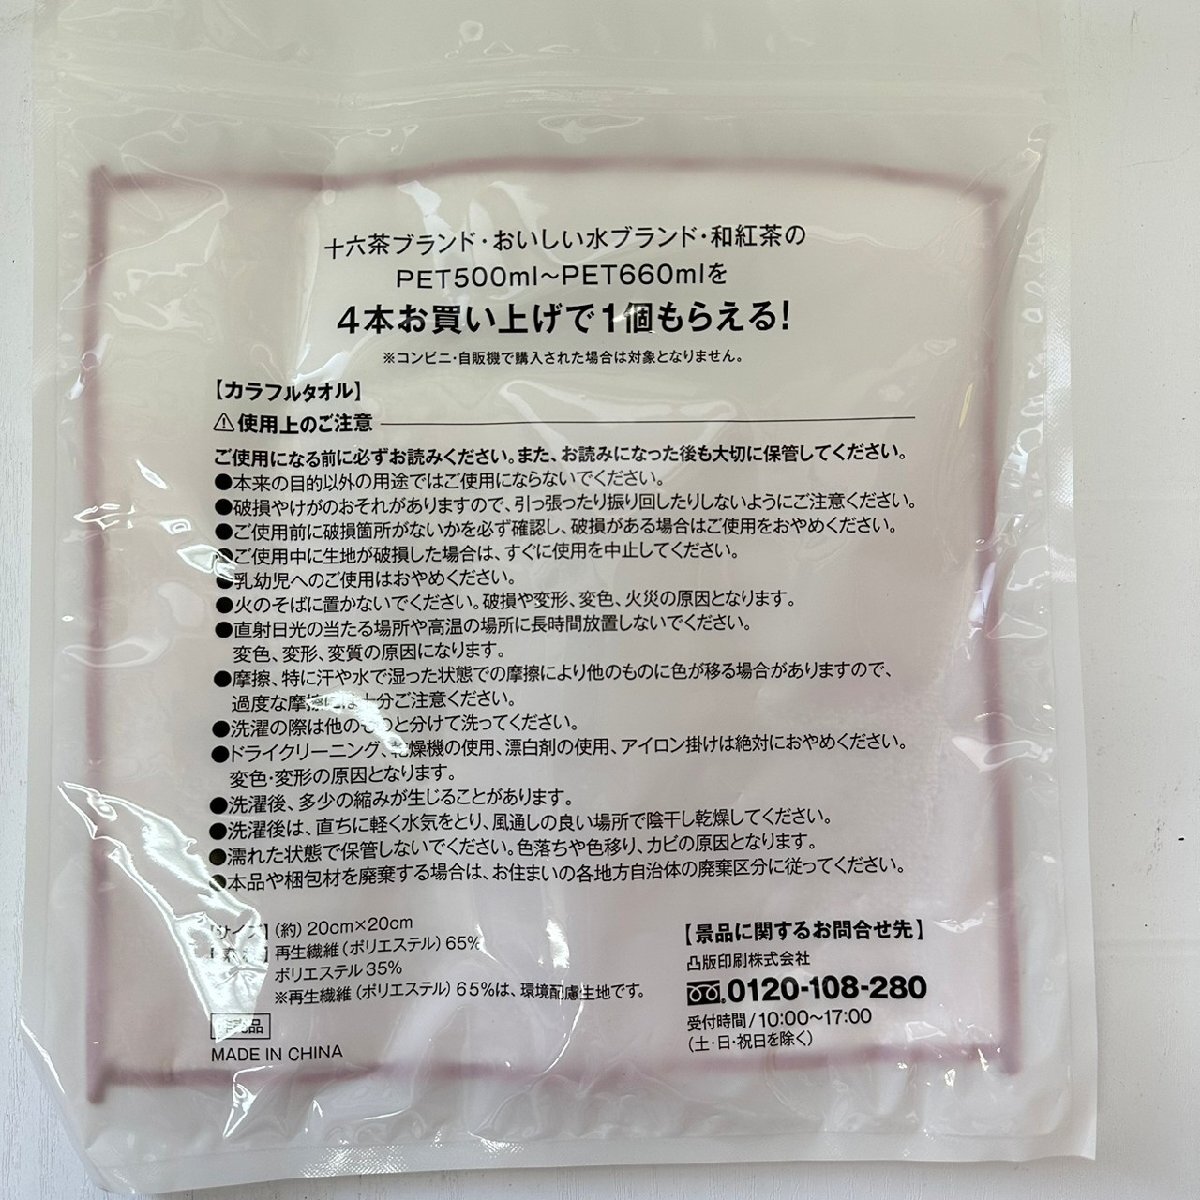 十六茶ブランド・おいしい水ブランド・和紅茶の
PET500ml～PET660mlを
4本お買い上げで1個もらえる!
※コンビニ・自販機で購入された場合は対象となりません。
【カラフルタオル】
⚠使用上のご注意
ご使用になる前に必ずお読みください。また、お読みになった後も大切に保管してください。
●本来の目的以外の用途ではご使用にならないでください。
●破損やけがのおそれがありますので、引っ張ったり振り回したりしないようにご注意ください。
●ご使用前に破損箇所がないかを必ず確認し、破損がある場合はご使用をおやめください。
●ご使用中に生地が破損した場合は、すぐに使用を中止してください。
●乳幼児へのご使用はおやめください。
●火のそばに置かないでください。破損や変形、変色、火災の原因となります。
●直射日光の当たる場所や高温の場所に長時間放置しないでください。
変色、変形、変質の原因になります。
●摩擦、特に汗や水で湿った状態での摩擦により他のものに色が移る場合がありますので、
過度な摩擦には十分ご注意ください。
●洗濯の際は他のものと分けて洗ってください。
●ドライクリーニング、乾燥機の使用、漂白剤の使用、アイロン掛けは絶対におやめください。
変色・変形の原因となります。
●洗濯後、多少の縮みが生じることがあります。
●洗濯後は、直ちに軽く水気をとり、風通しの良い場所で陰干し乾燥してください。
●濡れた状態で保管しないでください。色落ちや色移り、カビの原因となります。
●本品や梱包材を廃棄する場合は、お住まいの各地方自治体の廃棄区分に従ってください。
【サイズ】(約)20cm×20cm
再生繊維(ポリエステル)65%
ポリエステル35%
※再生繊維(ポリエステル)65%は、環境配慮生地です。
MADE IN CHINA
【景品に関するお問合せ先】
凸版印刷株式会社
0120-108-280
受付時間/10:00～17:00
(土・日・祝日を除く)